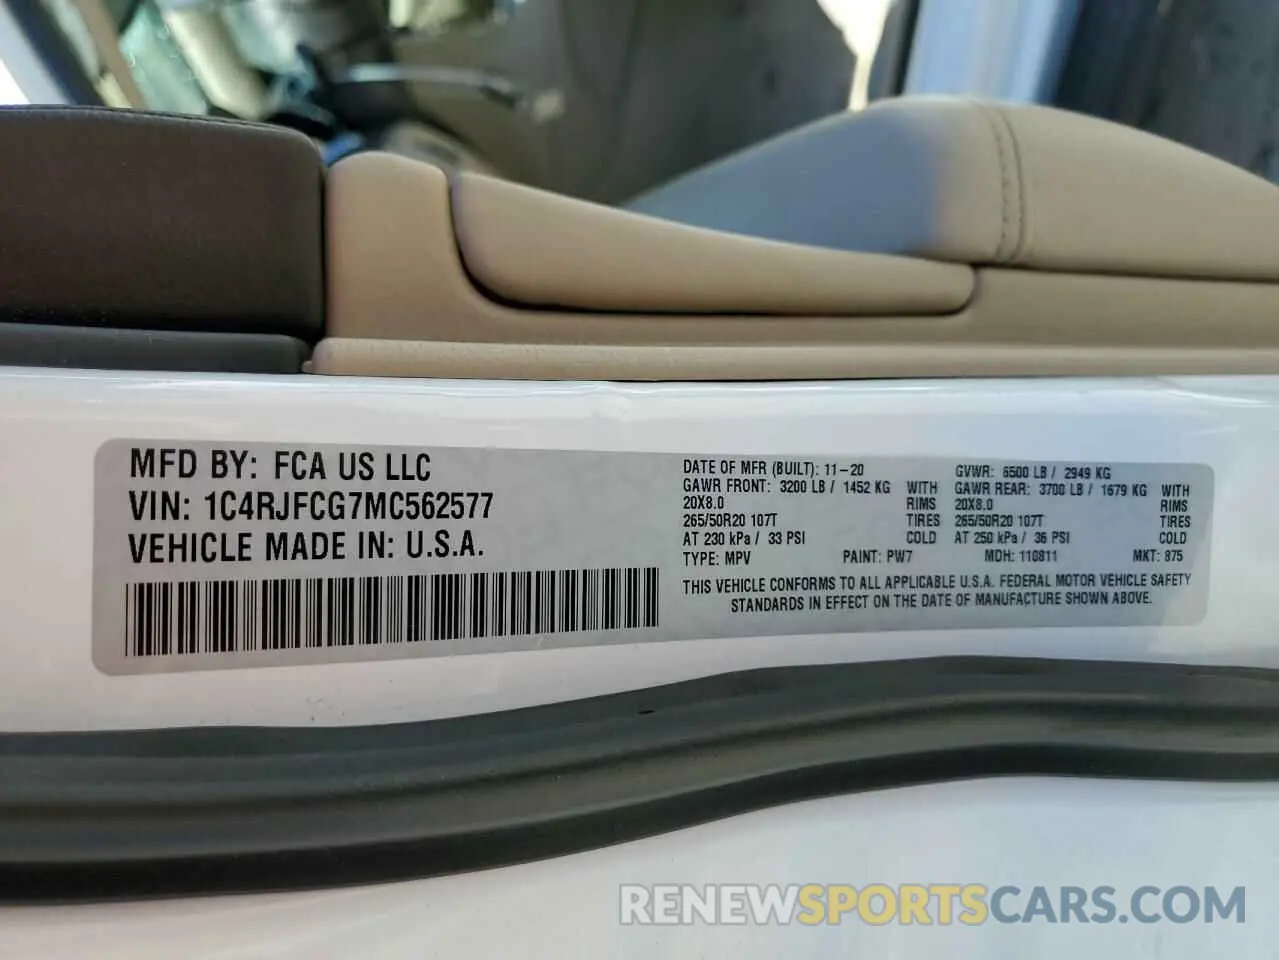 MFD BY: FCA US LLC
VIN: 1C4RJFCG7MC562577
VEHICLE MADE IN: U.S.A.
DATE OF MFR (BUILT): 11-20
GVWR: 6500 LB / 2949 KG
GAWR FRONT: 3200 LB / 1452 KG WITH
20X8.0 RIMS
265/50R20 107T TIRES
AT 230 kPa / 33 PSI COLD
GAWR REAR: 3700 LB / 1679 KG WITH
20X8.0 RIMS
265/50R20 107T TIRES
AT 250 kPa / 36 PSI COLD
TYPE: MPV PAINT: PW7 MDH: 110811 MKT: 875
THIS VEHICLE CONFORMS TO ALL APPLICABLE U.S.A. FEDERAL MOTOR VEHICLE SAFETY
STANDARDS IN EFFECT ON THE DATE OF MANUFACTURE SHOWN ABOVE.
RENEWSPORTSCARS.COM